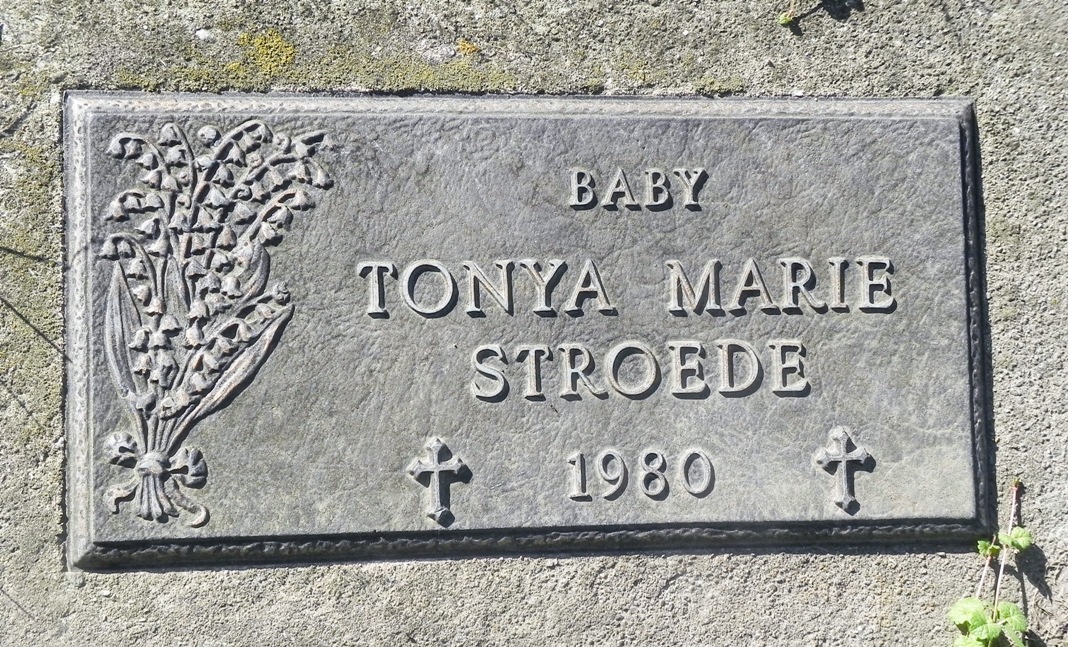 BABY
TONYA MARIE
STROEDE
1980